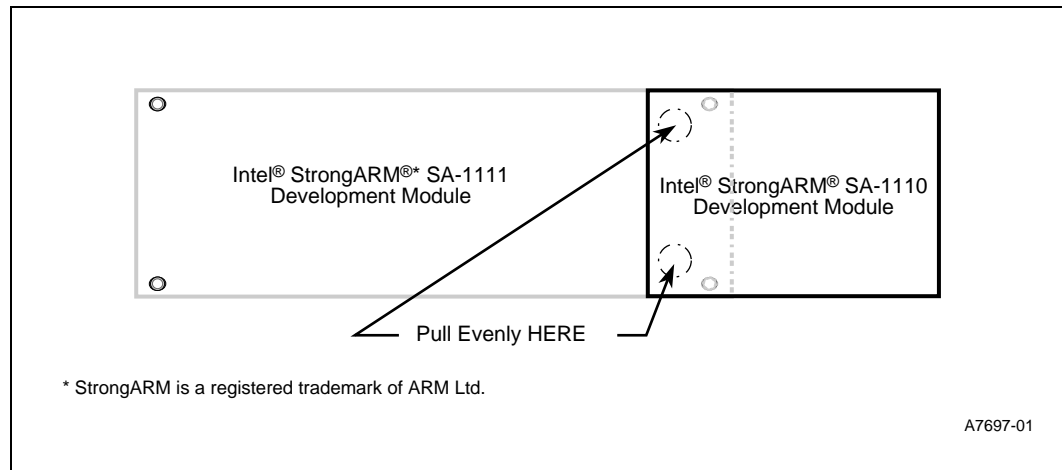 Intel® StrongARM®* SA-1111
Development Module
Intel® StrongARM® SA-1110
Development Module
Pull Evenly HERE
* StrongARM is a registered trademark of ARM Ltd.
A7697-01